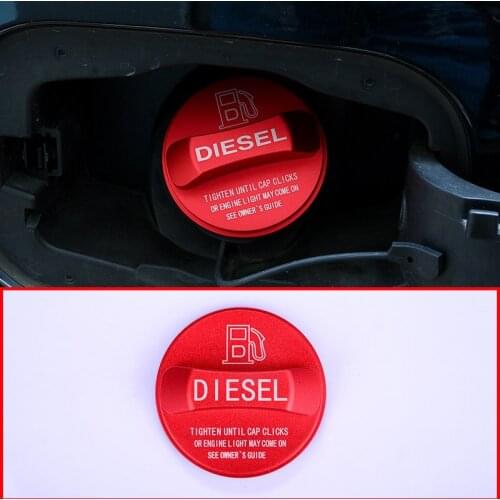 DIESEL
TIGHTEN UNTIL CAP CLICKS
OR ENGINE LIGHT MAY COME ON
SEE OWNER`S GUIDE
DIESEL
TIGHTEN UNTIL CAP CLICKS
OR ENGINE LIGHT MAY COME ON
SEE OWNER`S GUIDE